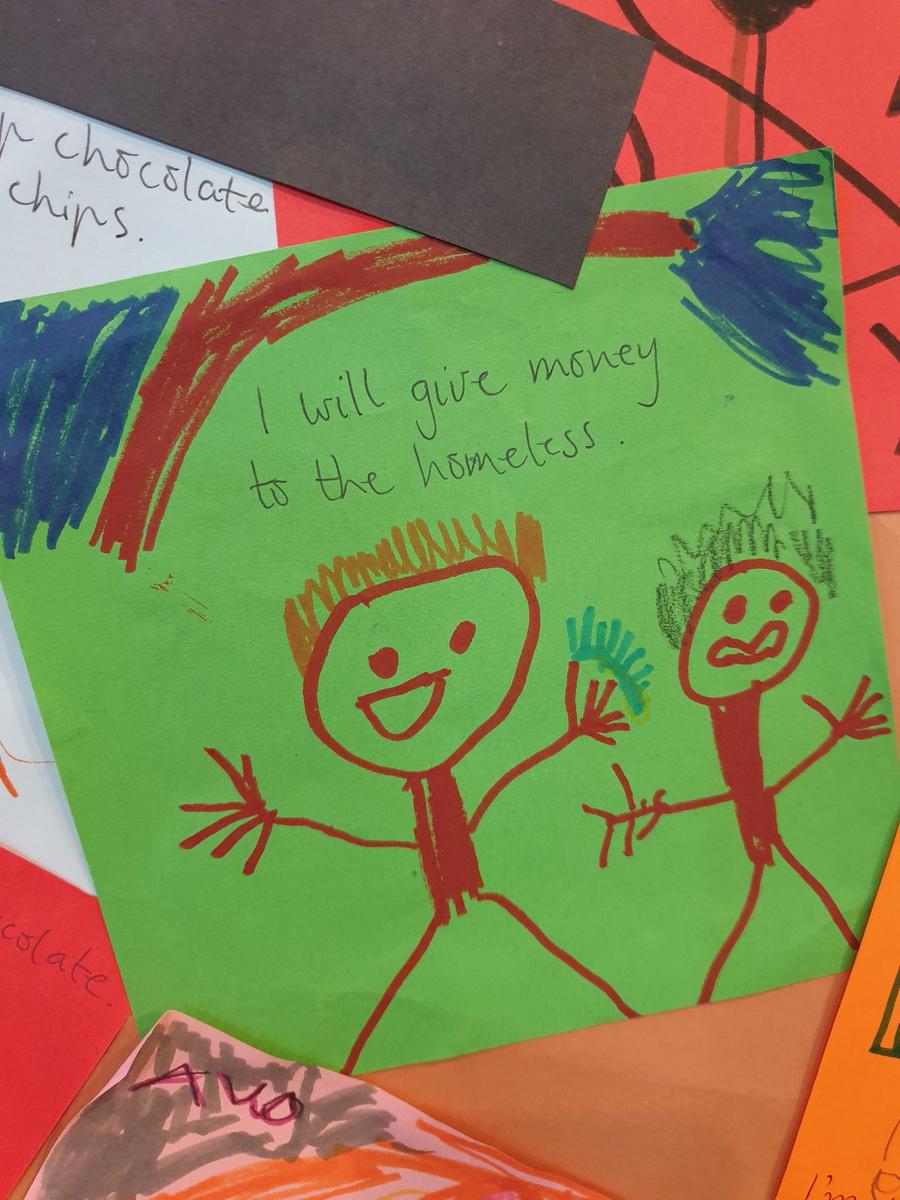 chocolate
chips.
I will give money
to the homeless.
colate.
I'm